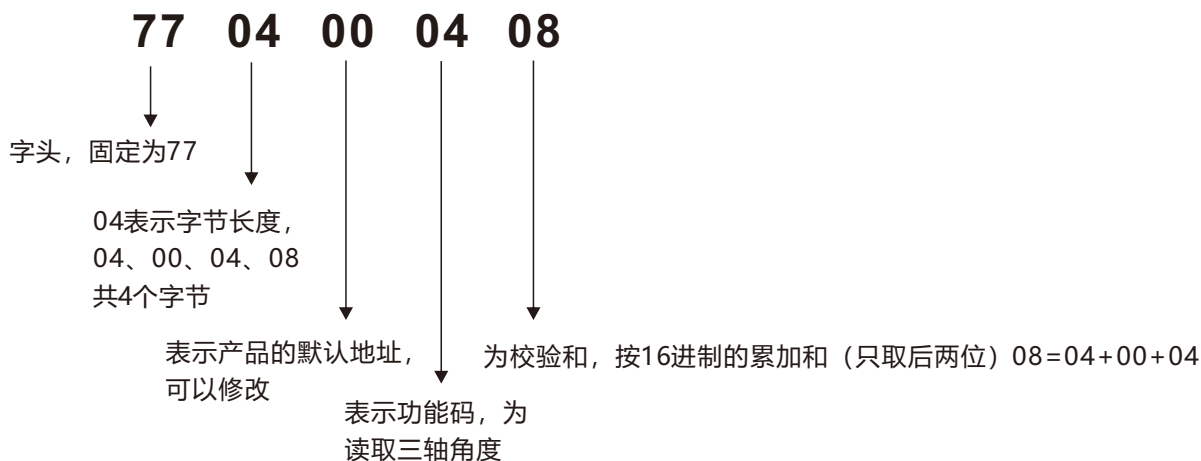 77 04 00 04 08
字头，固定为77
04表示字节长度，
04、00、04、08
共4个字节
表示产品的默认地址，
可以修改
为校验和，按16进制的累加和（只取后两位）08=04+00+04
表示功能码，为
读取三轴角度